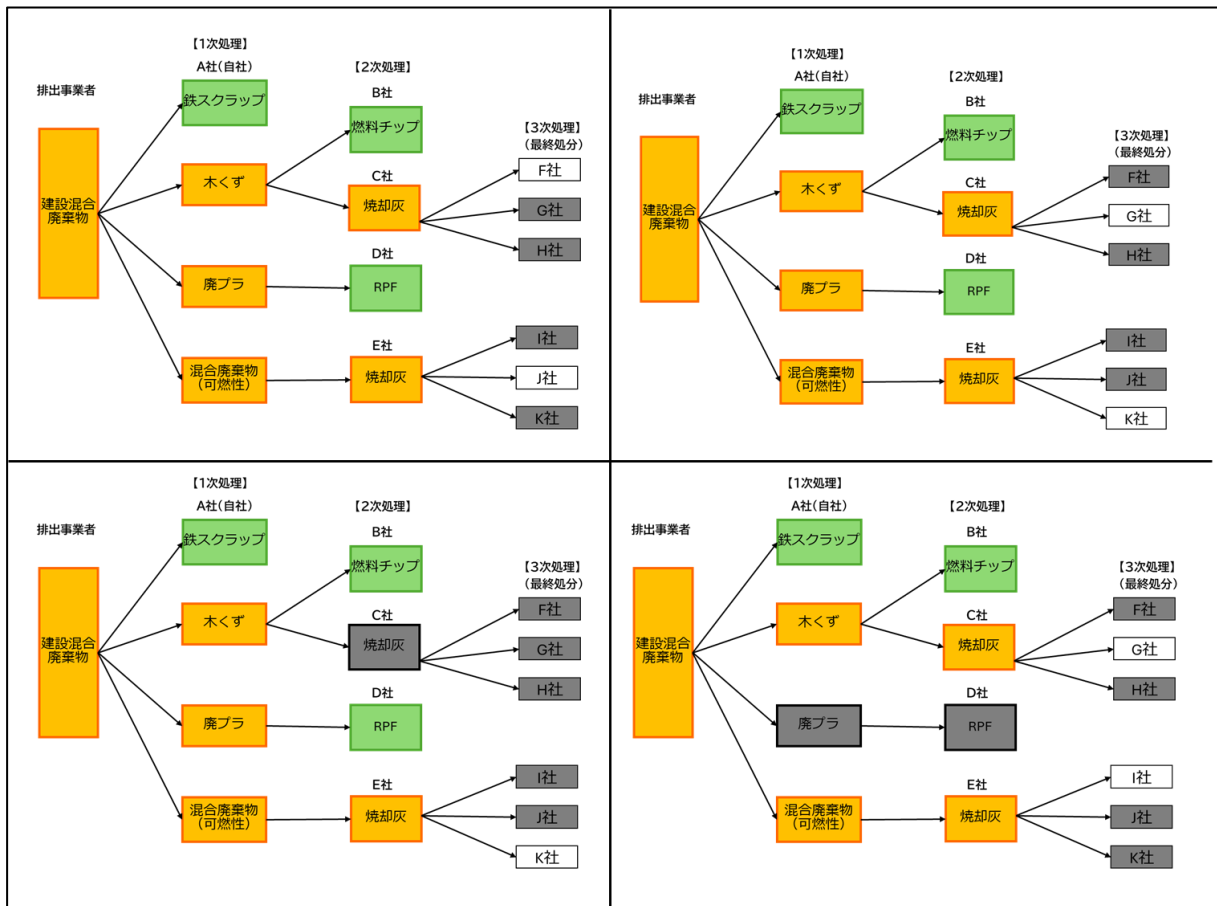 【1次処理】
A社(自社)
【2次処理】
排出事業者
鉄スクラップ
B社
燃料チップ
【3次処理】
(最終処分)
木くず
F社
C社
建設混合
廃棄物
焼却灰
G社
H社
D社
廃プラ
RPF
E社
I社
混合廃棄物
(可燃性)
焼却灰
J社
K社
【1次処理】
A社(自社)
【2次処理】
排出事業者
鉄スクラップ
B社
燃料チップ
【3次処理】
(最終処分)
木くず
F社
C社
建設混合
廃棄物
焼却灰
G社
H社
D社
廃プラ
RPF
E社
I社
混合廃棄物
(可燃性)
焼却灰
J社
K社
【1次処理】
A社(自社)
【2次処理】
排出事業者
鉄スクラップ
B社
燃料チップ
【3次処理】
(最終処分)
木くず
F社
C社
建設混合
廃棄物
焼却灰
G社
H社
D社
廃プラ
RPF
E社
I社
混合廃棄物
(可燃性)
焼却灰
J社
K社
【1次処理】
A社(自社)
【2次処理】
排出事業者
鉄スクラップ
B社
燃料チップ
【3次処理】
(最終処分)
木くず
F社
C社
建設混合
廃棄物
焼却灰
G社
H社
D社
廃プラ
RPF
E社
I社
混合廃棄物
(可燃性)
焼却灰
J社
K社